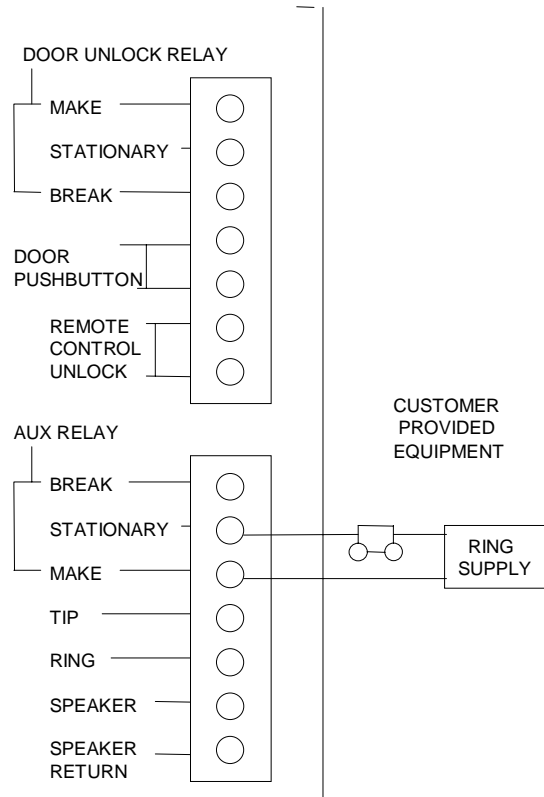 DOOR UNLOCK RELAY
MAKE
STATIONARY
BREAK
DOOR
PUSHBUTTON
REMOTE
CONTROL
UNLOCK
AUX RELAY
BREAK
STATIONARY
MAKE
TIP
RING
SPEAKER
SPEAKER
RETURN
CUSTOMER
PROVIDED
EQUIPMENT
RING
SUPPLY